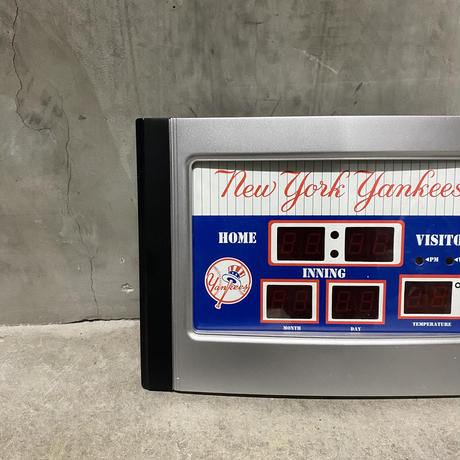 New York Yankees
HOME
VISITO
◄PM
INNING
Yankees
MONTH
DAY
TEMPERATURE